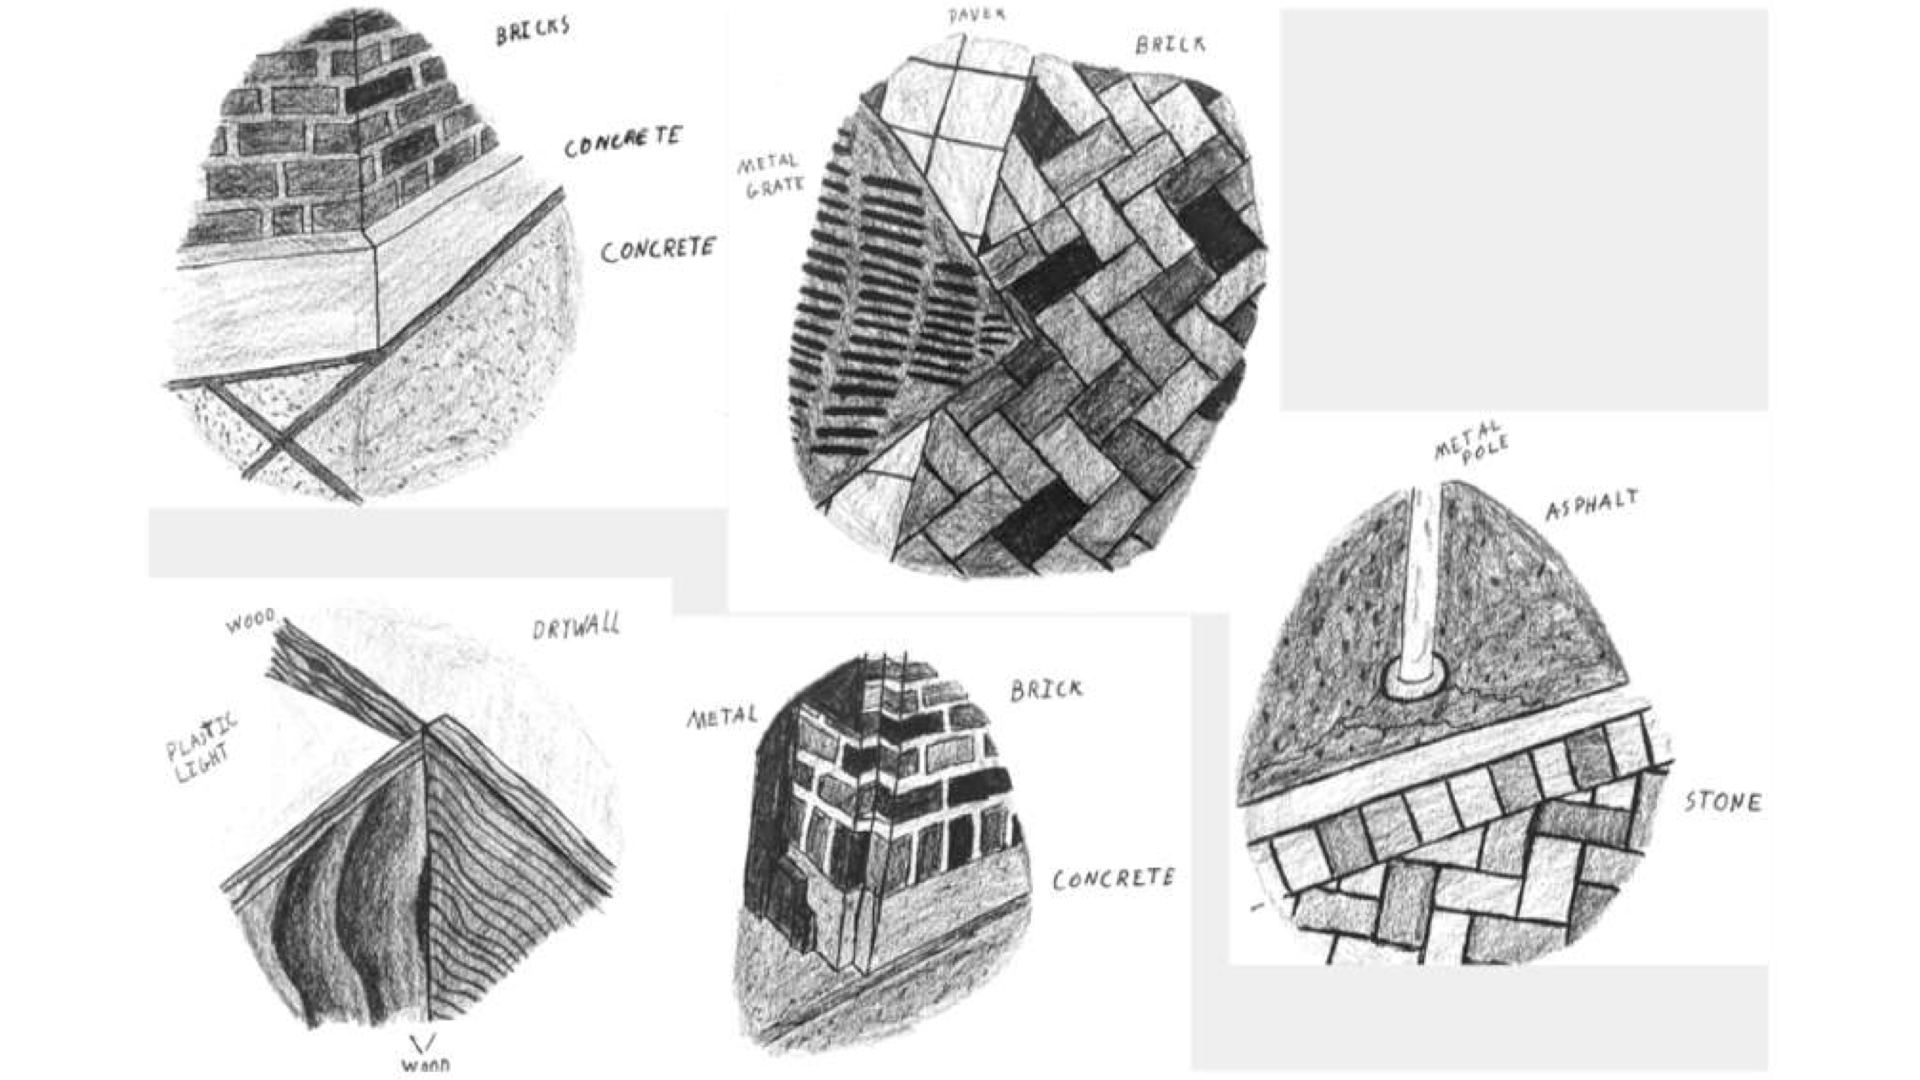 BRICKS
CONCRETE
CONCRETE
PAVER
BRICK
METAL
GRATE
METAL
POLE
ASPHALT
STONE
WOOD
DRYWALL
PLASTIC
LIGHT
WOOD
METAL
BRICK
CONCRETE